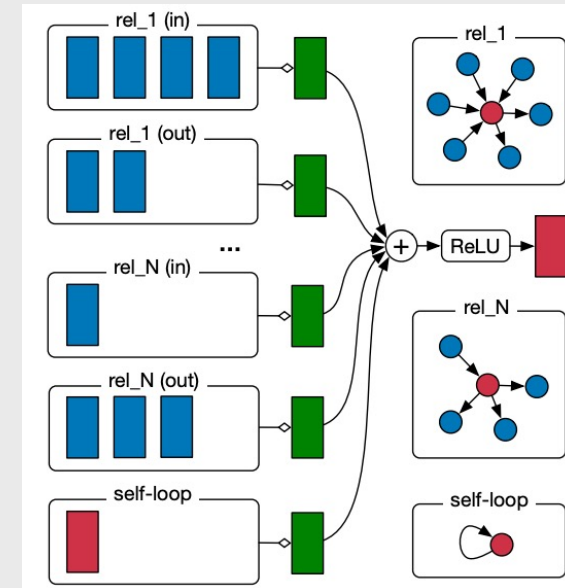 rel_1 (in)
rel_1 (out)
...
rel_N (in)
rel_N (out)
self-loop
+
ReLU
rel_1
rel_N
self-loop